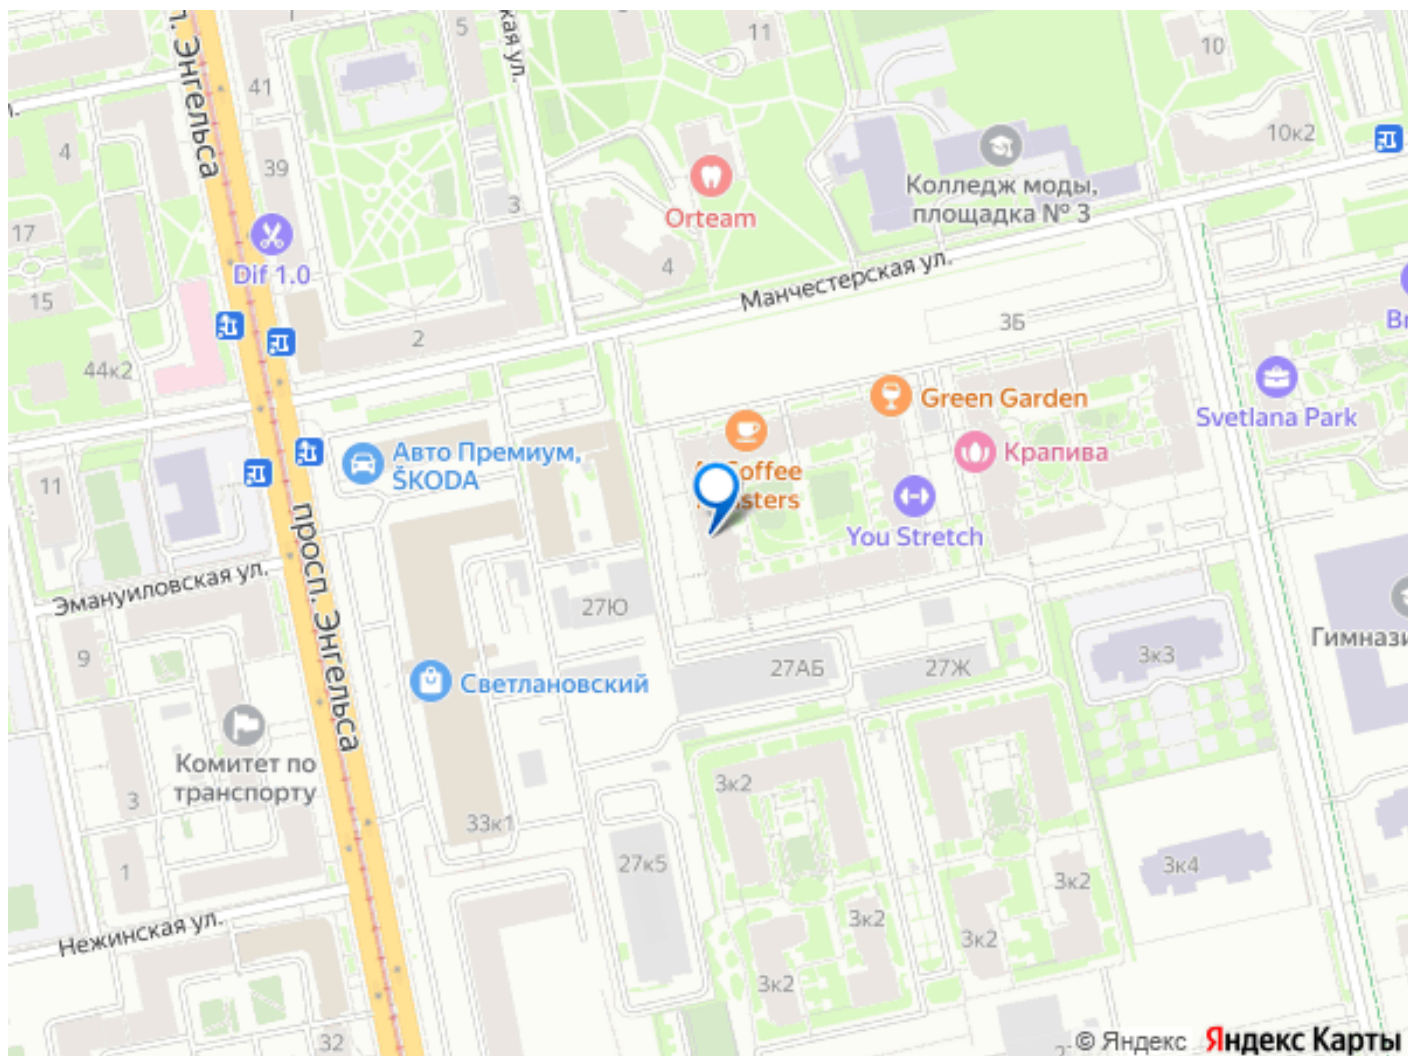 просп. Энгельса
5
11
10
41
4
39
10к2
Колледж моды,
площадка № 3
Orteam
3
17
Dif 1.0
4
Манчестерская ул.
15
3Б
2
44к2
Green Garden
Svetlana Park
Авто Премиум,
ŠKODA
Крапива
11
You Stretch
просп. Энгельса
Эмануиловская ул.
27Ю
9
27АБ
27Ж
3к3
Светлановский
Комитет по
транспорту
3к2
3
33к1
1
27к5
3к4
3к2
3к2
Нежинская ул.
3к2
3к2
32
© Яндекс
Яндекс Карты